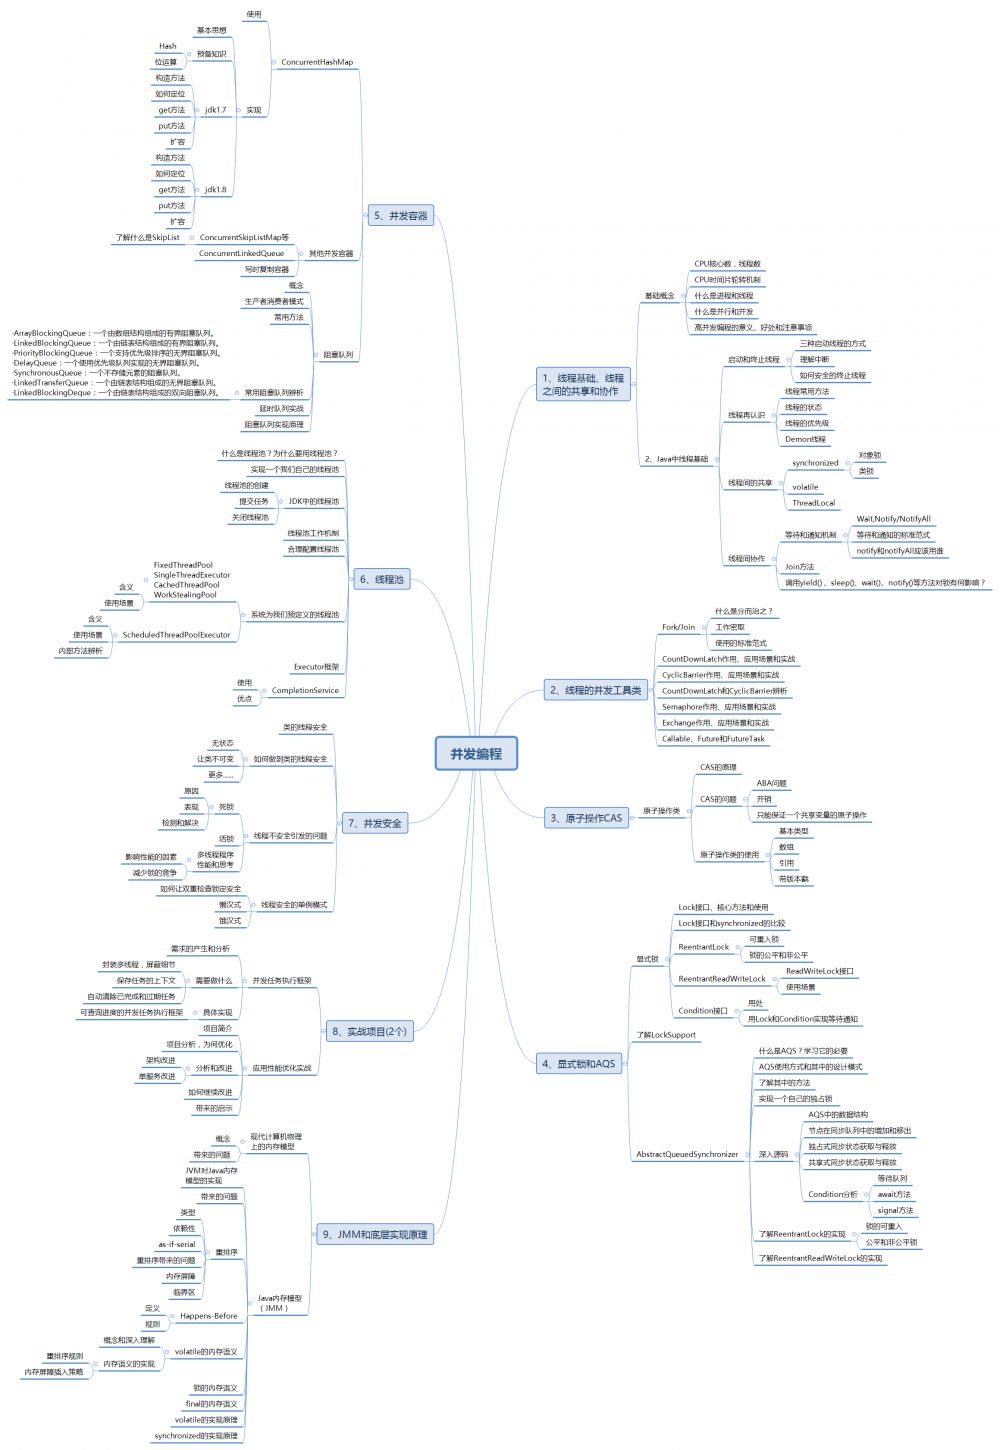 并发编程
1、线程基础、线程
之间的共享和协作
基础概念
CPU核心数，线程数
CPU时间片轮转机制
什么是进程和线程
什么是并行和并发
高并发编程的意义、好处和注意事项
2、Java中线程基础
启动和终止线程
三种启动线程的方式
理解中断
如何安全的终止线程
线程再认识
线程常用方法
线程的状态
线程的优先级
Demon线程
线程间的共享
synchronized
对象锁
类锁
volatile
ThreadLocal
线程间协作
等待和通知机制
Wait,Notify/NotifyAll
等待和通知的标准范式
notify和notifyAll应该用谁
Join方法
调用yield() 、sleep()、wait()、notify()等方法对锁有何影响？
2、线程的并发工具类
Fork/Join
什么是分而治之？
工作密取
使用的标准范式
CountDownLatch作用、应用场景和实战
CyclicBarrier作用、应用场景和实战
CountDownLatch和CyclicBarrier辨析
Semaphore作用、应用场景和实战
Exchange作用、应用场景和实战
Callable、Future和FutureTask
3、原子操作CAS
原子操作类
CAS的原理
CAS的问题
ABA问题
开销
只能保证一个共享变量的原子操作
原子操作类的使用
基本类型
数组
引用
带版本戳
4、显式锁和AQS
显式锁
Lock接口、核心方法和使用
Lock接口和synchronized的比较
ReentrantLock
可重入锁
锁的公平和非公平
ReentrantReadWriteLock
ReadWriteLock接口
使用场景
Condition接口
用处
用Lock和Condition实现等待通知
了解LockSupport
AbstractQueuedSynchronizer
什么是AQS？学习它的必要
AQS使用方式和其中的设计模式
了解其中的方法
实现一个自己的独占锁
深入源码
AQS中的数据结构
节点在同步队列中的增加和移出
独占式同步状态获取与释放
共享式同步状态获取与释放
Condition分析
等待队列
await方法
signal方法
了解ReentrantLock的实现
锁的可重入
公平和非公平锁
了解ReentrantReadWriteLock的实现
5、并发容器
ConcurrentHashMap
使用
实现
基本思想
预备知识
Hash
位运算
jdk1.7
构造方法
如何定位
get方法
put方法
扩容
jdk1.8
构造方法
如何定位
get方法
put方法
扩容
其他并发容器
ConcurrentSkipListMap等
了解什么是SkipList
ConcurrentLinkedQueue
写时复制容器
阻塞队列
概念
生产者消费者模式
常用方法
常用阻塞队列辨析
·ArrayBlockingQueue：一个由数组结构组成的有界阻塞队列。
·LinkedBlockingQueue：一个由链表结构组成的有界阻塞队列。
·PriorityBlockingQueue：一个支持优先级排序的无界阻塞队列。
·DelayQueue：一个使用优先级队列实现的无界阻塞队列。
·SynchronousQueue：一个不存储元素的阻塞队列。
·LinkedTransferQueue：一个由链表结构组成的无界阻塞队列。
·LinkedBlockingDeque：一个由链表结构组成的双向阻塞队列。
延时队列实战
阻塞队列实现原理
6、线程池
什么是线程池？为什么要用线程池？
实现一个我们自己的线程池
JDK中的线程池
线程池的创建
提交任务
关闭线程池
线程池工作机制
合理配置线程池
系统为我们预定义的线程池
FixedThreadPool
SingleThreadExecutor
CachedThreadPool
WorkStealingPool
含义
使用场景
ScheduledThreadPoolExecutor
含义
使用场景
内部方法辨析
Executor框架
CompletionService
使用
优点
7、并发安全
类的线程安全
如何做到类的线程安全
无状态
让类不可变
更多......
线程不安全引发的问题
死锁
原因
表现
检测和解决
活锁
多线程程序
性能和思考
影响性能的因素
减少锁的竞争
线程安全的单例模式
如何让双重检查锁定安全
懒汉式
饿汉式
8、实战项目(2个)
并发任务执行框架
需求的产生和分析
需要做什么
封装多线程，屏蔽细节
保存任务的上下文
自动清除已完成和过期任务
具体实现
可查询进度的并发任务执行框架
应用性能优化实战
项目简介
项目分析，为何优化
分析和改进
架构改进
单服务改进
如何继续改进
带来的启示
9、JMM和底层实现原理
现代计算机物理
上的内存模型
概念
带来的问题
Java内存模型
（JMM）
JVM对Java内存
模型的实现
带来的问题
重排序
类型
依赖性
as-if-serial
重排序带来的问题
内存屏障
临界区
Happens-Before
定义
规则
volatile的内存语义
概念和深入理解
内存语义的实现
重排序规则
内存屏障插入策略
锁的内存语义
final的内存语义
volatile的实现原理
synchronized的实现原理